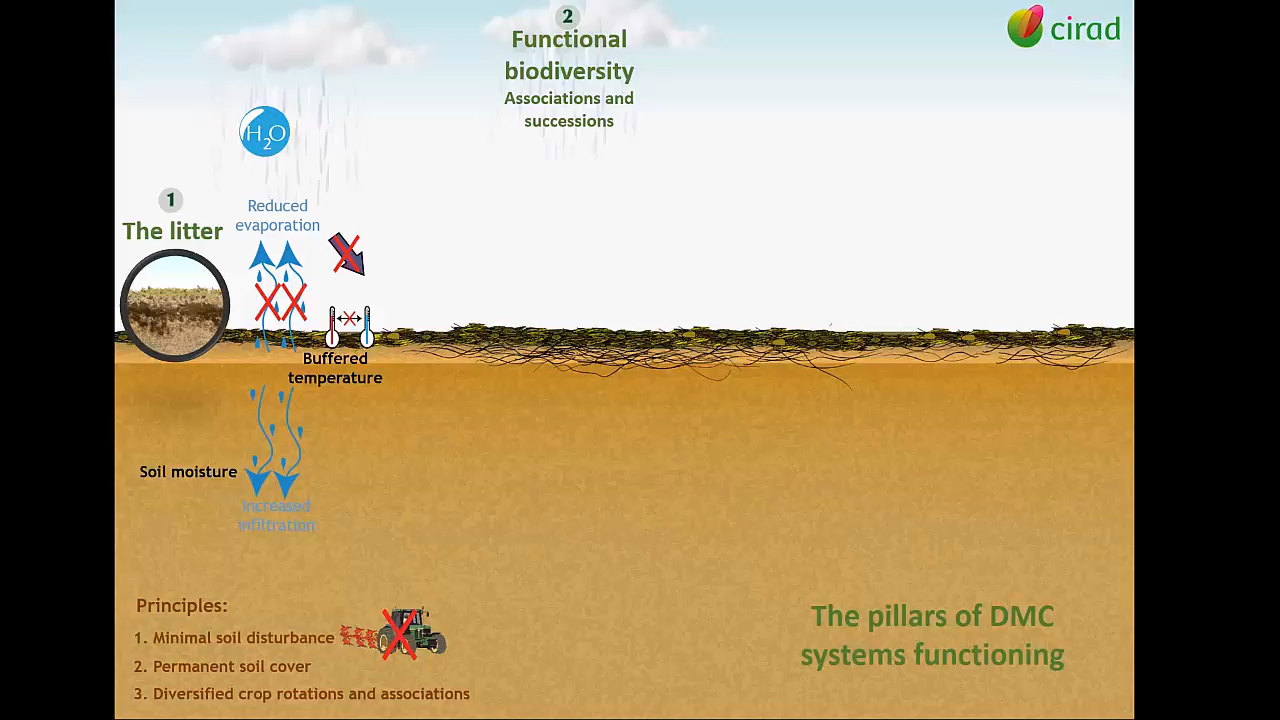 2
Functional
biodiversity
Associations and
successions
cirad
H2O
1
The litter
Reduced
evaporation
Buffered
temperature
Soil moisture
Increased
infiltration
Principles:
1. Minimal soil disturbance
2. Permanent soil cover
3. Diversified crop rotations and associations
The pillars of DMC
systems functioning